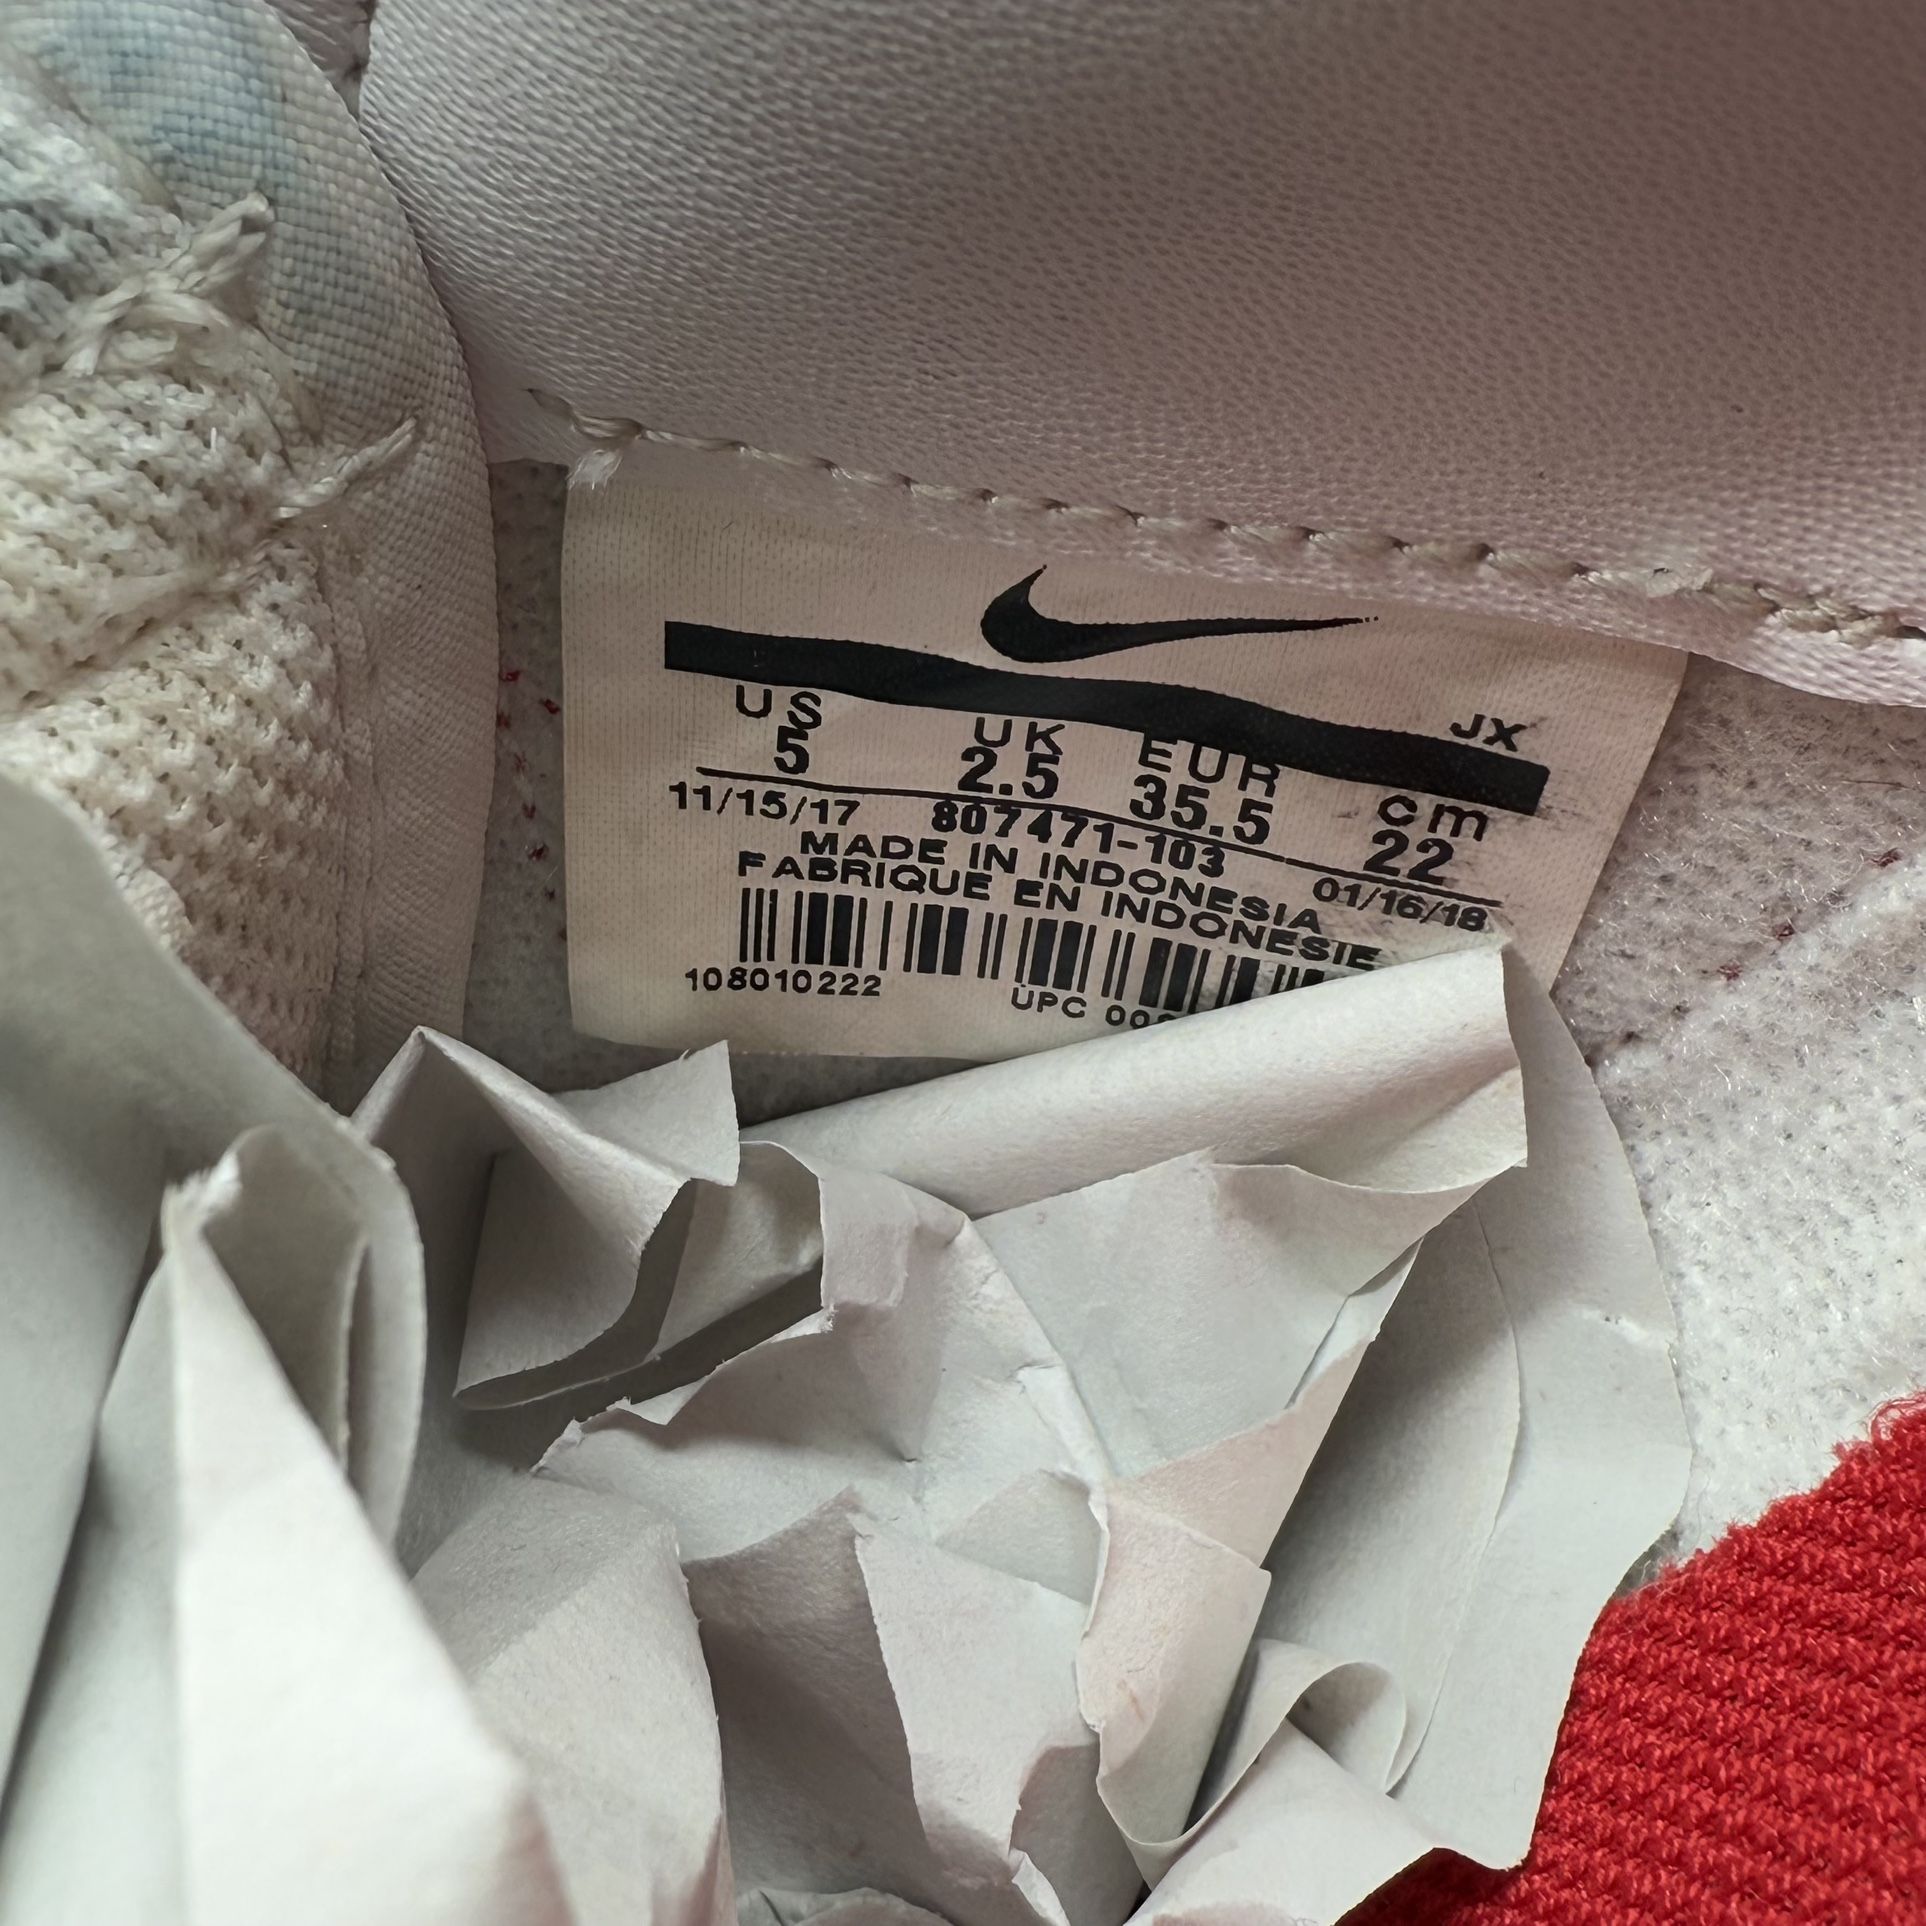 JX
US UK EUR cm
5 2.5 35.5 22
11/15/17 807471-103 01/16/18
MADE IN INDONESIA
FABRIQUE EN INDONESIE
108010222 UPC